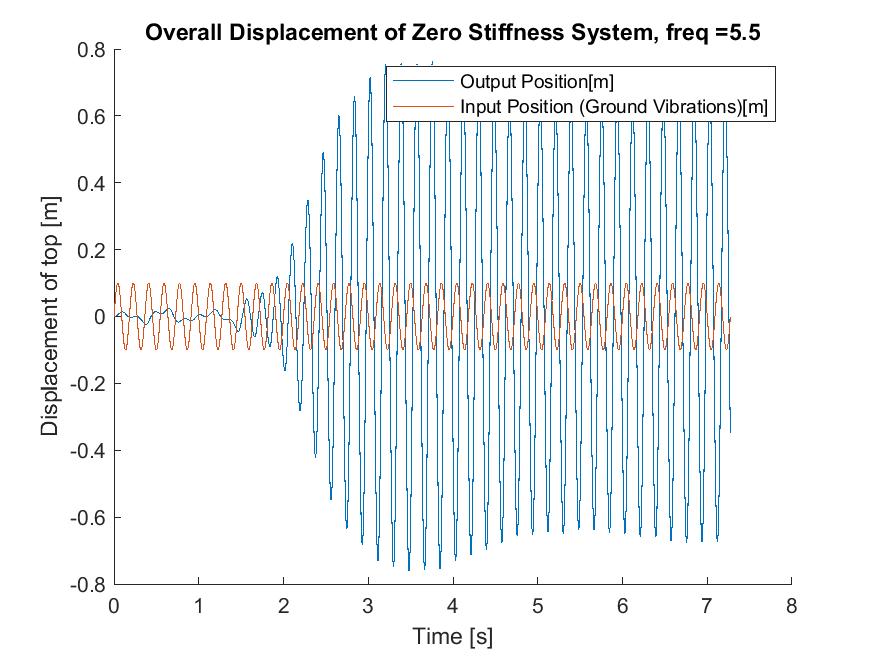 Overall Displacement of Zero Stiffness System, freq =5.5
Output Position[m]
Input Position (Ground Vibrations)[m]
Displacement of top [m]
0.8
0.6
0.4
0.2
0
-0.2
-0.4
-0.6
-0.8
0 1 2 3 4 5 6 7 8
Time [s]